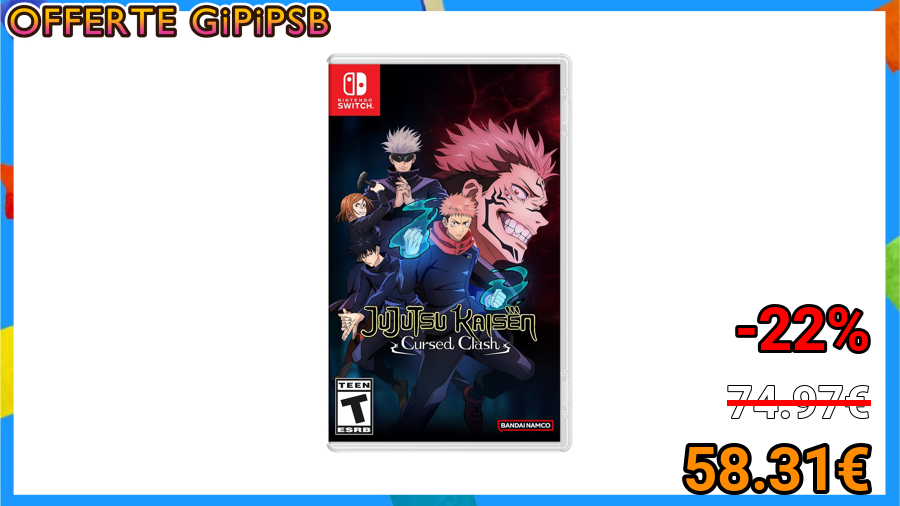 OFFERTE GiPiPSB
NINTENDO
SWITCH.
JUJUTSU KAISEN
Cursed Clash
TEEN
T
ESRB
BANDAI NAMCO
-22%
74.97€
58.31€